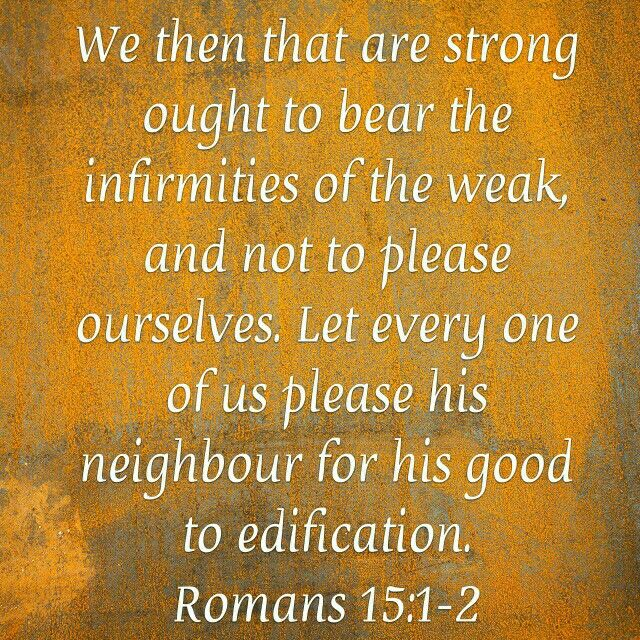 We then that are strong
ought to bear the
infirmities of the weak,
and not to please
ourselves. Let every one
of us please his
neighbour for his good
to edification.
Romans 15:1-2